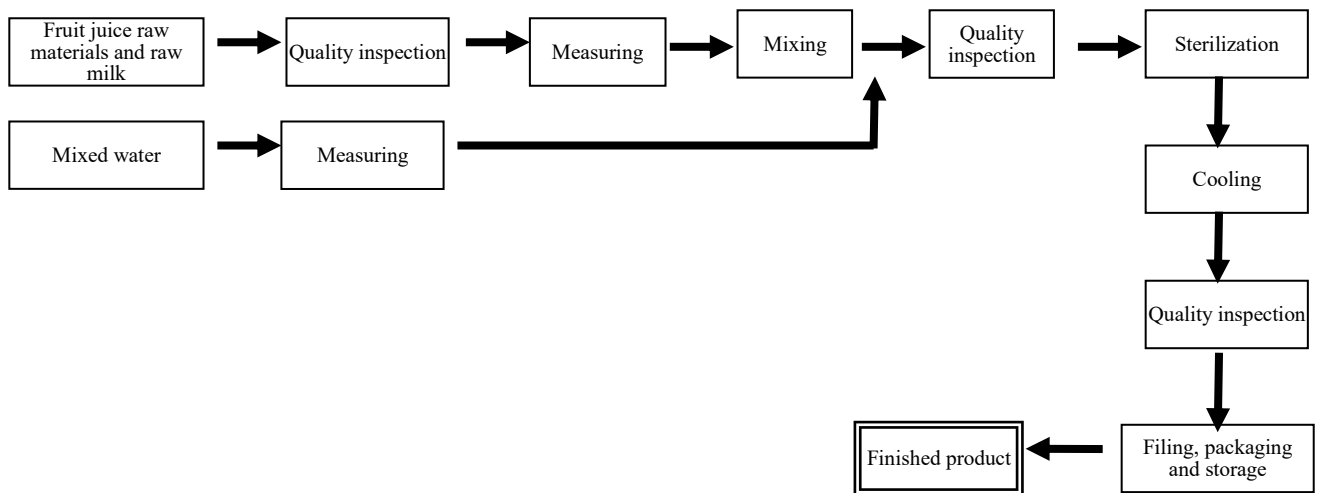 Fruit juice raw
materials and raw
milk
Quality inspection
Measuring
Mixing
Quality
inspection
Sterilization
Mixed water
Measuring
Cooling
Quality inspection
Filing, packaging
and storage
Finished product